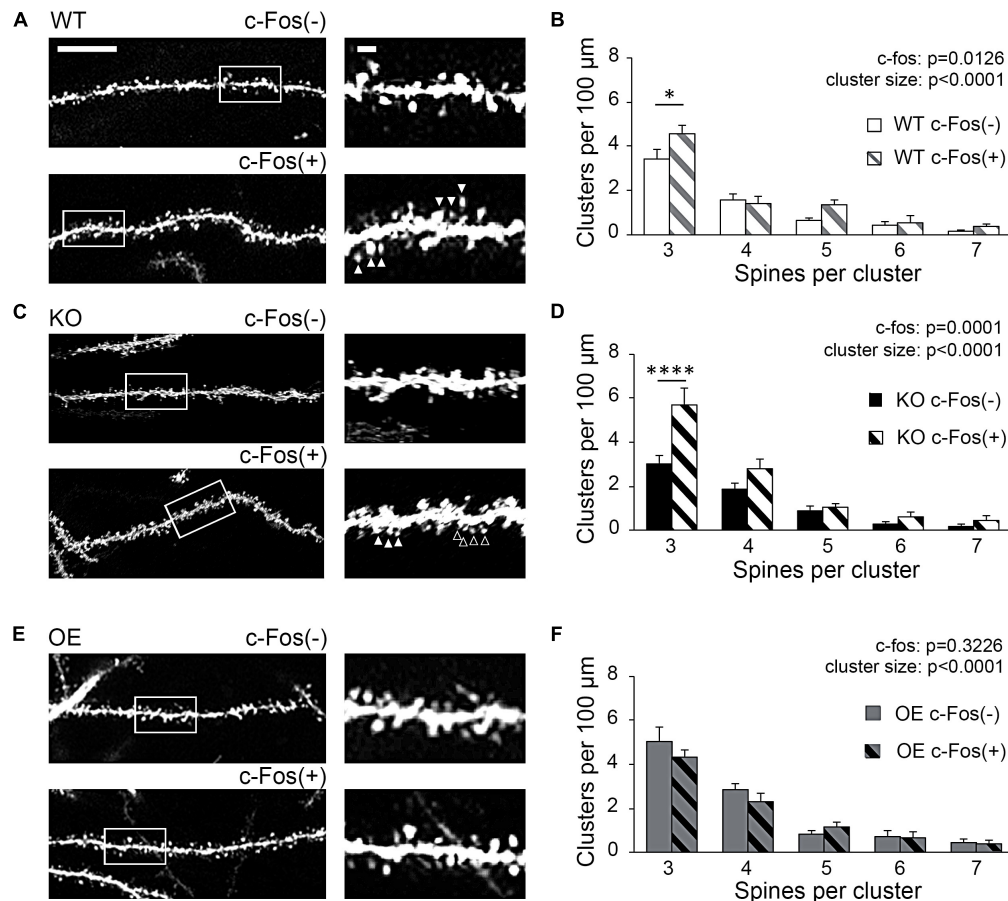 A WT c-Fos(-)
c-Fos(+)
B
c-fos: p=0.0126
cluster size: p<0.0001
Clusters per 100 µm
8
6
4
2
0
*
WT c-Fos(-)
WT c-Fos(+)
3 4 5 6 7
Spines per cluster
C KO c-Fos(-)
c-Fos(+)
D
c-fos: p=0.0001
cluster size: p<0.0001
Clusters per 100 µm
8
6
4
2
0
****
KO c-Fos(-)
KO c-Fos(+)
3 4 5 6 7
Spines per cluster
E OE c-Fos(-)
c-Fos(+)
F
c-fos: p=0.3226
cluster size: p<0.0001
Clusters per 100 µm
8
6
4
2
0
OE c-Fos(-)
OE c-Fos(+)
3 4 5 6 7
Spines per cluster